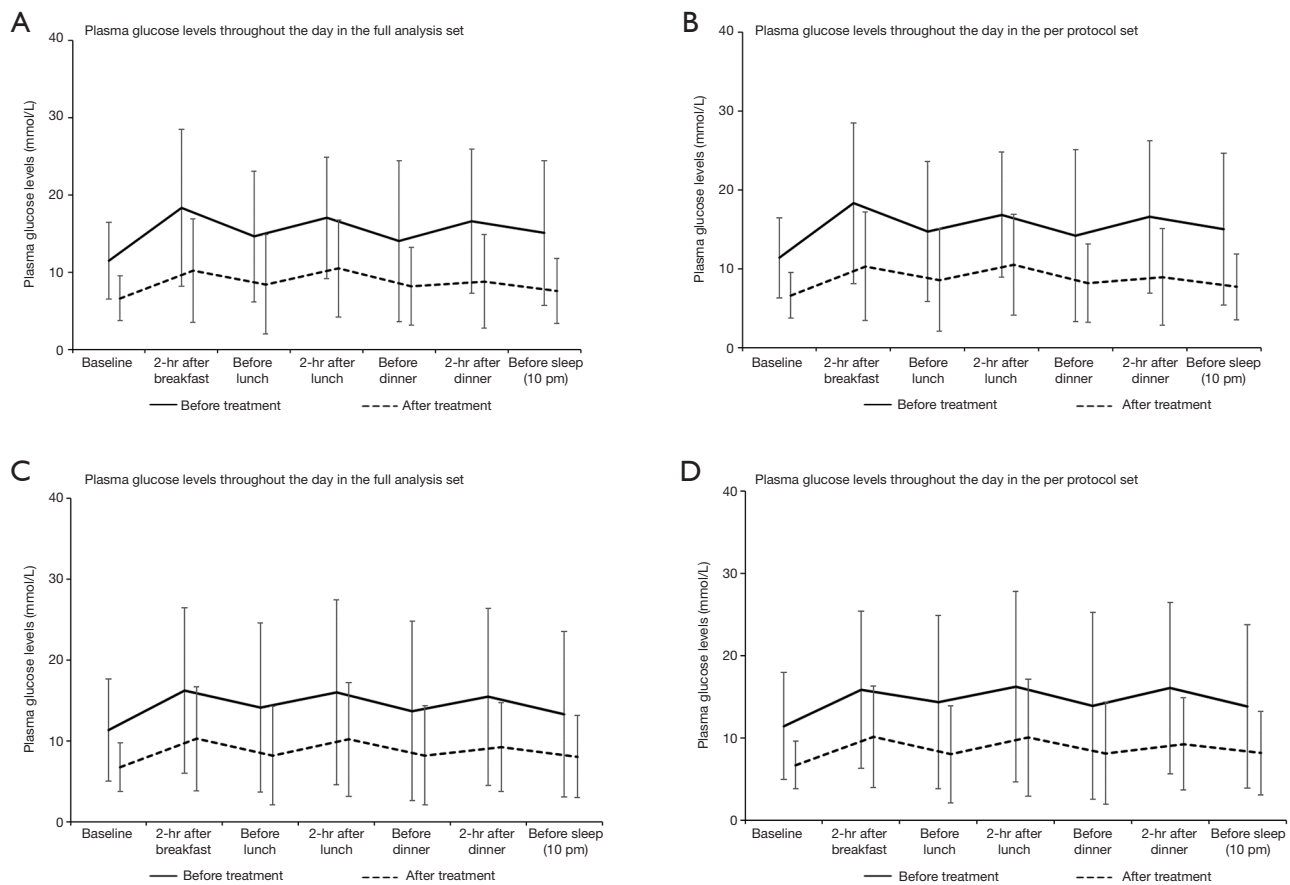 A
Plasma glucose levels throughout the day in the full analysis set
Plasma glucose levels (mmol/L)
40
30
20
10
0
Baseline
2-hr after breakfast
Before lunch
2-hr after lunch
Before dinner
2-hr after dinner
Before sleep (10 pm)
Before treatment
After treatment
B
Plasma glucose levels throughout the day in the per protocol set
Plasma glucose levels (mmol/L)
40
30
20
10
0
Baseline
2-hr after breakfast
Before lunch
2-hr after lunch
Before dinner
2-hr after dinner
Before sleep (10 pm)
Before treatment
After treatment
C
Plasma glucose levels throughout the day in the full analysis set
Plasma glucose levels (mmol/L)
40
30
20
10
0
Baseline
2-hr after breakfast
Before lunch
2-hr after lunch
Before dinner
2-hr after dinner
Before sleep (10 pm)
Before treatment
After treatment
D
Plasma glucose levels throughout the day in the per protocol set
Plasma glucose levels (mmol/L)
40
30
20
10
0
Baseline
2-hr after breakfast
Before lunch
2-hr after lunch
Before dinner
2-hr after dinner
Before sleep (10 pm)
Before treatment
After treatment